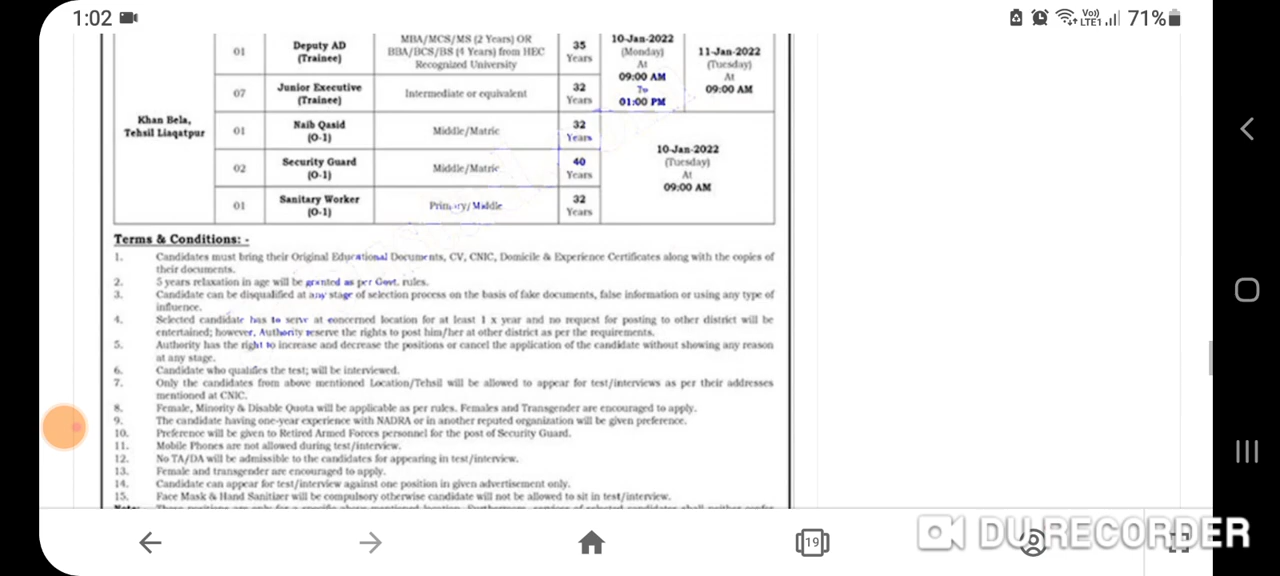 1:02
Vo))
LTE1
71%
01
Deputy AD
(Trainee)
MBA/MCS/MS (2 Years) OR
BBA/BCS/BS (4 Years) from HEC
Recognized University
35
Years
10-Jan-2022
(Monday)
At
09:00 AM
To
01:00 PM
11-Jan-2022
(Tuesday)
At
09:00 AM
07
Junior Executive
(Trainee)
Intermediate or equivalent
32
Years
Khan Bela,
Tehsil Liaqatpur
01
Naib Qasid
(O-1)
Middle/Matric
32
Years
10-Jan-2022
(Tuesday)
At
09:00 AM
02
Security Guard
(O-1)
Middle/Matric
40
Years
01
Sanitary Worker
(O-1)
Primary/Middle
32
Years
Terms & Conditions: -
1. Candidates must bring their Original Educational Documents, CV, CNIC, Domicile & Experience Certificates along with the copies of
their documents.
2. 5 years relaxation in age will be granted as per Govt. rules.
3. Candidate can be disqualified at any stage of selection process on the basis of fake documents, false information or using any type of
influence.
4. Selected candidate has to serve at concerned location for at least 1 x year and no request for posting to other district will be
entertained; however, Authority reserve the rights to post him/her at other district as per the requirements.
5. Authority has the right to increase and decrease the positions or cancel the application of the candidate without showing any reason
at any stage.
6. Candidate who qualifies the test; will be interviewed.
7. Only the candidates from above mentioned Location/Tehsil will be allowed to appear for test/interviews as per their addresses
mentioned at CNIC.
8. Female, Minority & Disable Quota will be applicable as per rules. Females and Transgender are encouraged to apply.
9. The candidate having one-year experience with NADRA or in another reputed organization will be given preference.
10. Preference will be given to Retired Armed Forces personnel for the post of Security Guard.
11. Mobile Phones are not allowed during test/interview.
12. No TA/DA will be admissible to the candidates for appearing in test/interview.
13. Female and transgender are encouraged to apply.
14. Candidate can appear for test/interview against one position in given advertisement only.
15. Face Mask & Hand Sanitizer will be compulsory otherwise candidate will not be allowed to sit in test/interview.
19
DU RECORDER